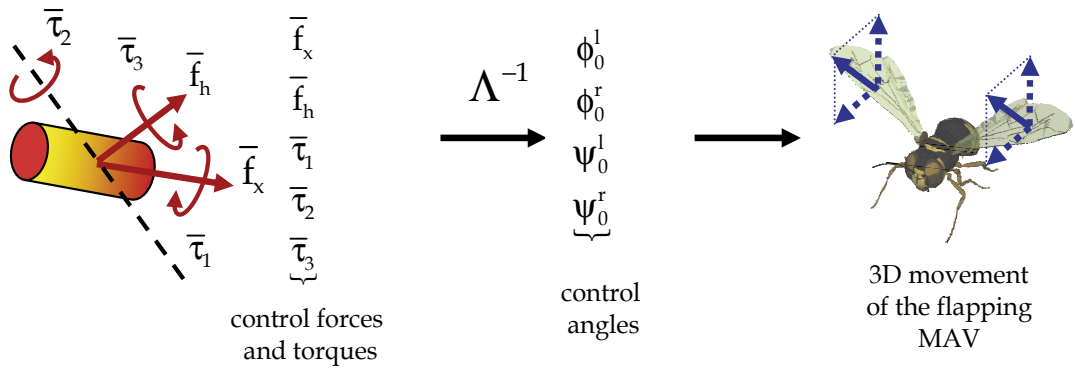 τ̅₂
τ̅₃
f̅ₕ
f̅ₓ
τ̅₁
f̅ₓ
f̅ₕ
τ̅₁
τ̅₂
τ̅₃
control forces
and torques
Λ⁻¹
ϕ₀ˡ
ϕ₀ʳ
ψ₀ˡ
ψ₀ʳ
control
angles
3D movement
of the flapping
MAV